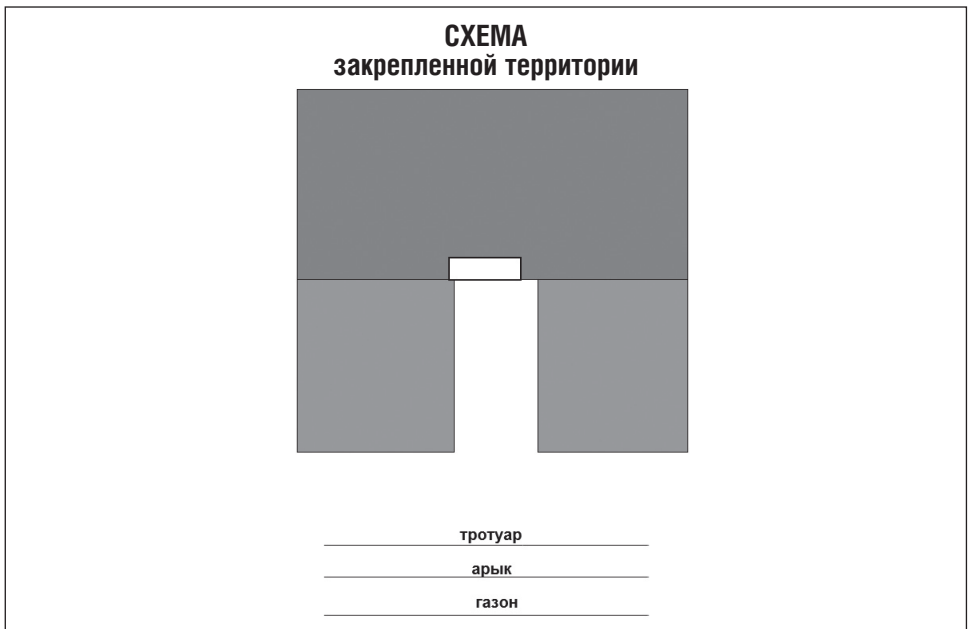 СХЕМА
закрепленной территории
тротуар
арык
газон